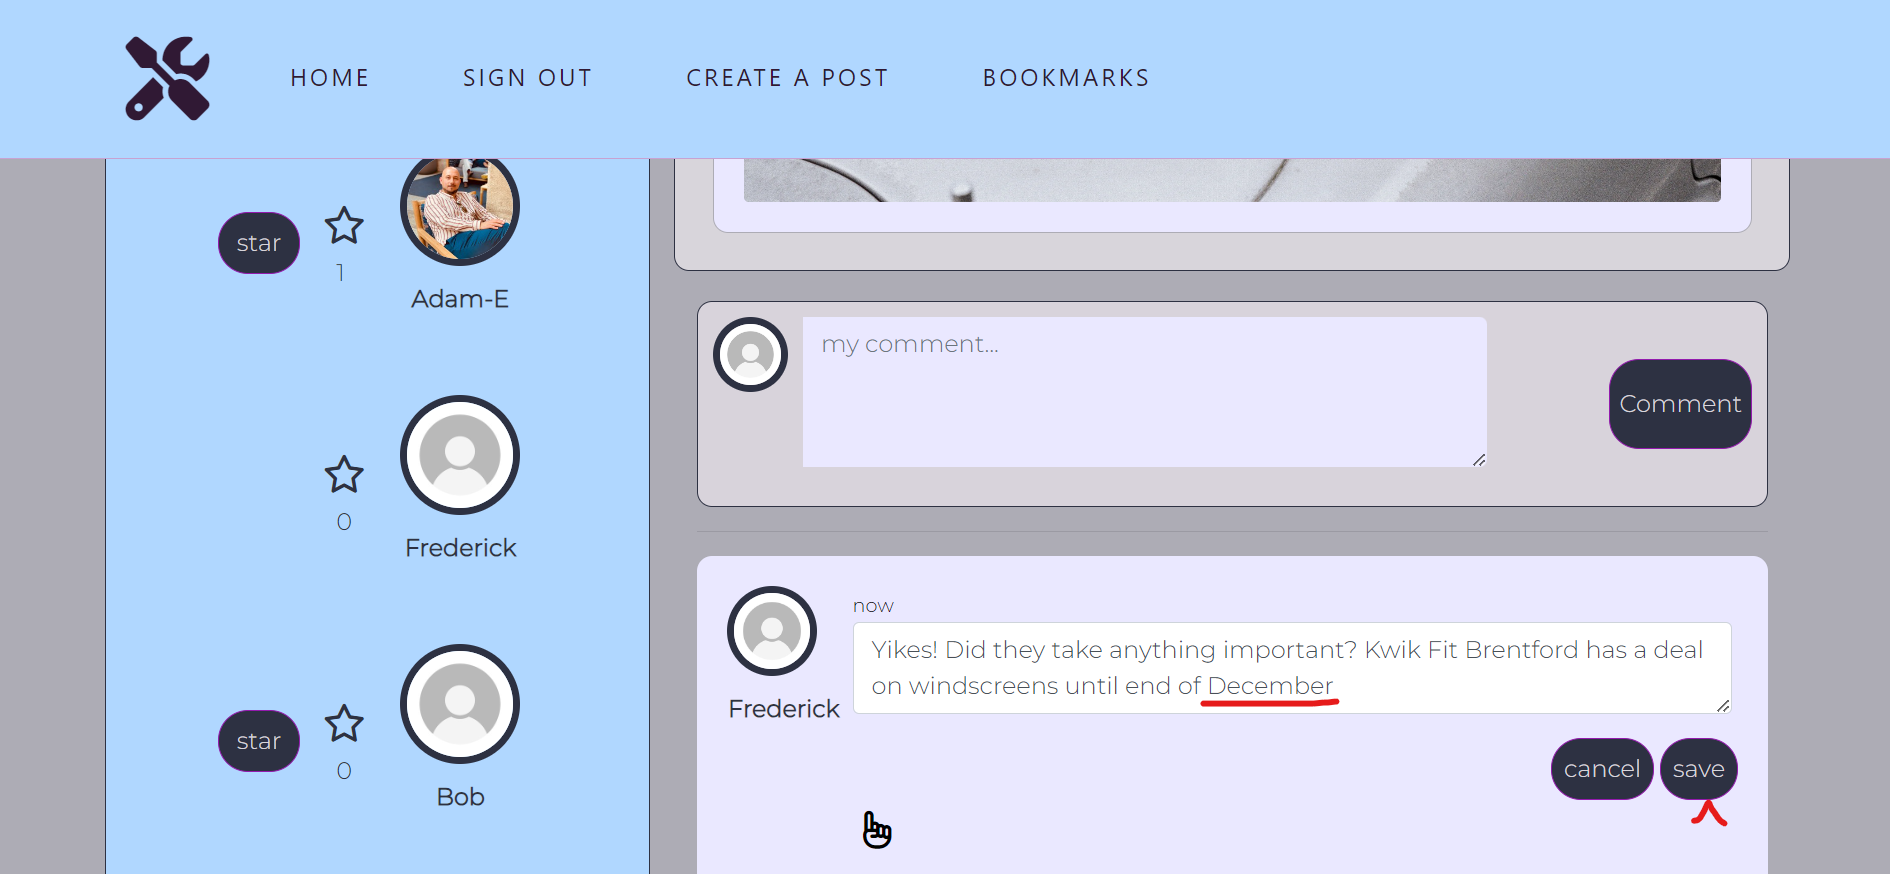 HOME
SIGN OUT
CREATE A POST
BOOKMARKS
star
1
Adam-E
0
Frederick
star
0
Bob
my comment...
Comment
now
Yikes! Did they take anything important? Kwik Fit Brentford has a deal
on windscreens until end of December
Frederick
cancel
save